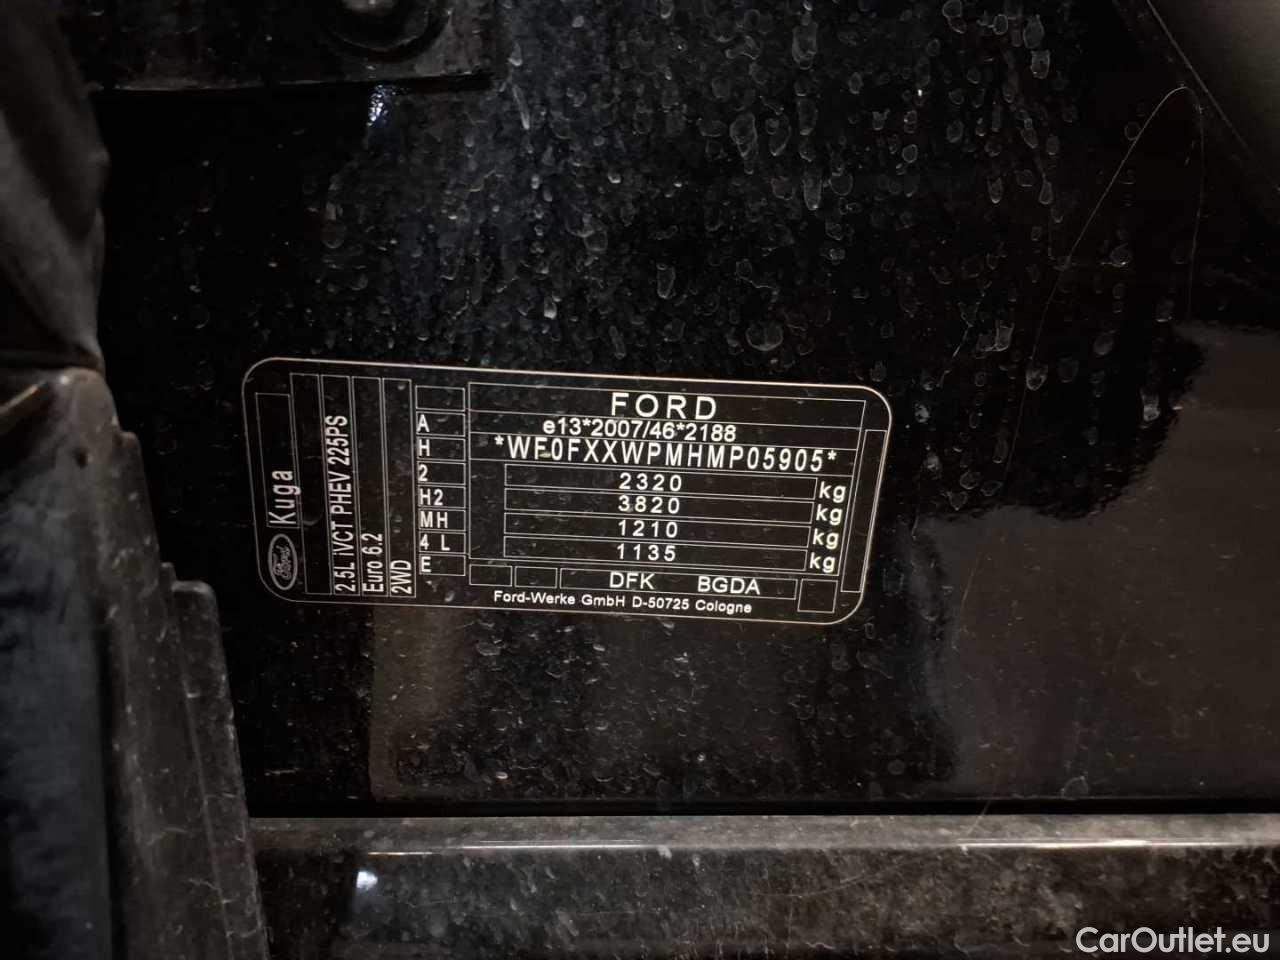 FORD
e13*2007/46*2188
*WF0FXXWPMHMP05905*
2320 kg
3820 kg
1210 kg
1135 kg
DFK BGDA
Ford-Werke GmbH D-50725 Cologne
A
H
2
H2
MH
4 L
E
Ford Kuga
2.5L iVCT PHEV 225PS
Euro 6.2
2WD
CarOutlet.eu